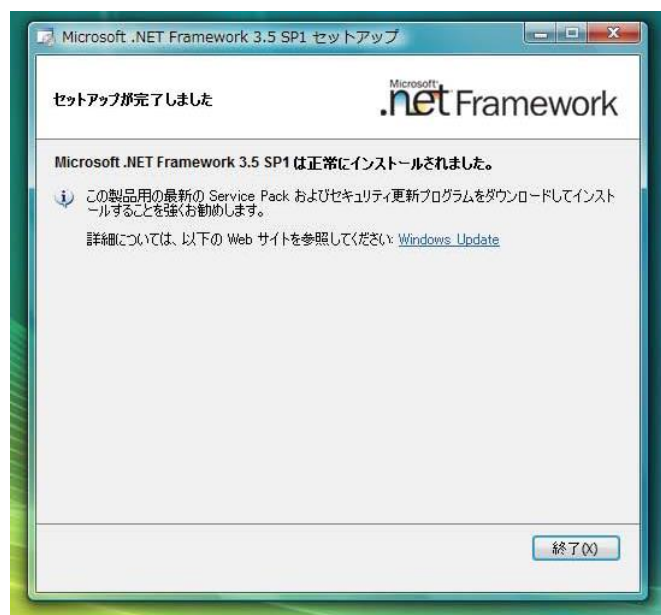 Microsoft .NET Framework 3.5 SP1 セットアップ
セットアップが完了しました
Microsoft
.net Framework
Microsoft .NET Framework 3.5 SP1 は正常にインストールされました。
この製品用の最新の Service Pack およびセキュリティ更新プログラムをダウンロードしてインスト
ールすることを強くお勧めします。
詳細については、以下の Web サイトを参照してください: Windows Update
終了(X)